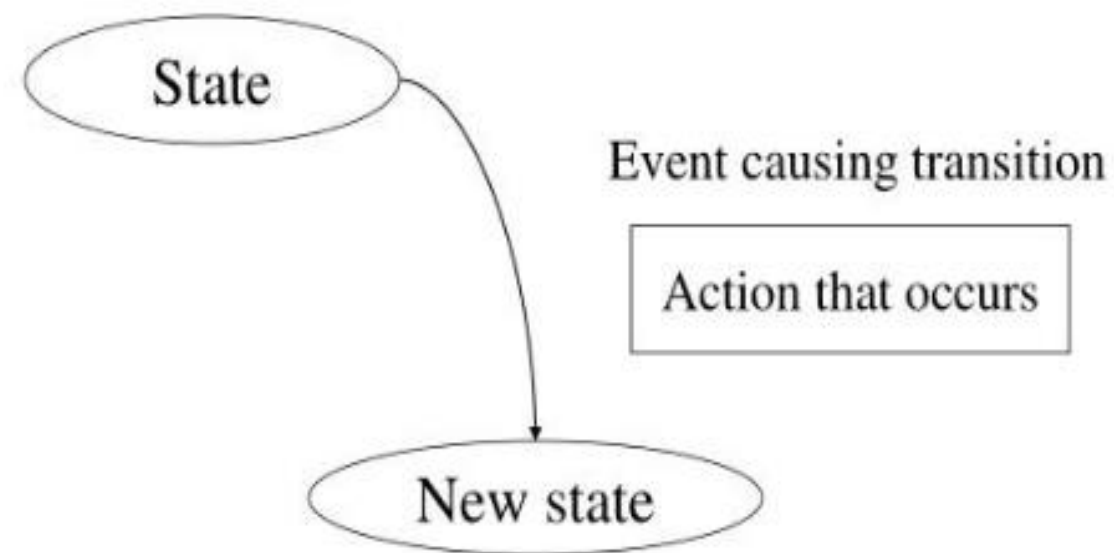 State
Event causing transition
Action that occurs
New state